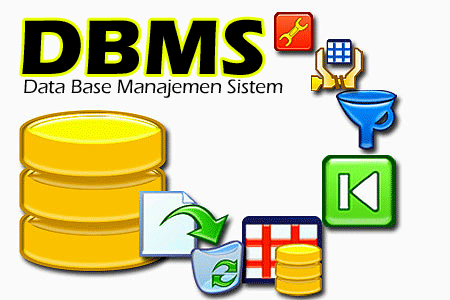 DBMS
Data Base Manajemen Sistem